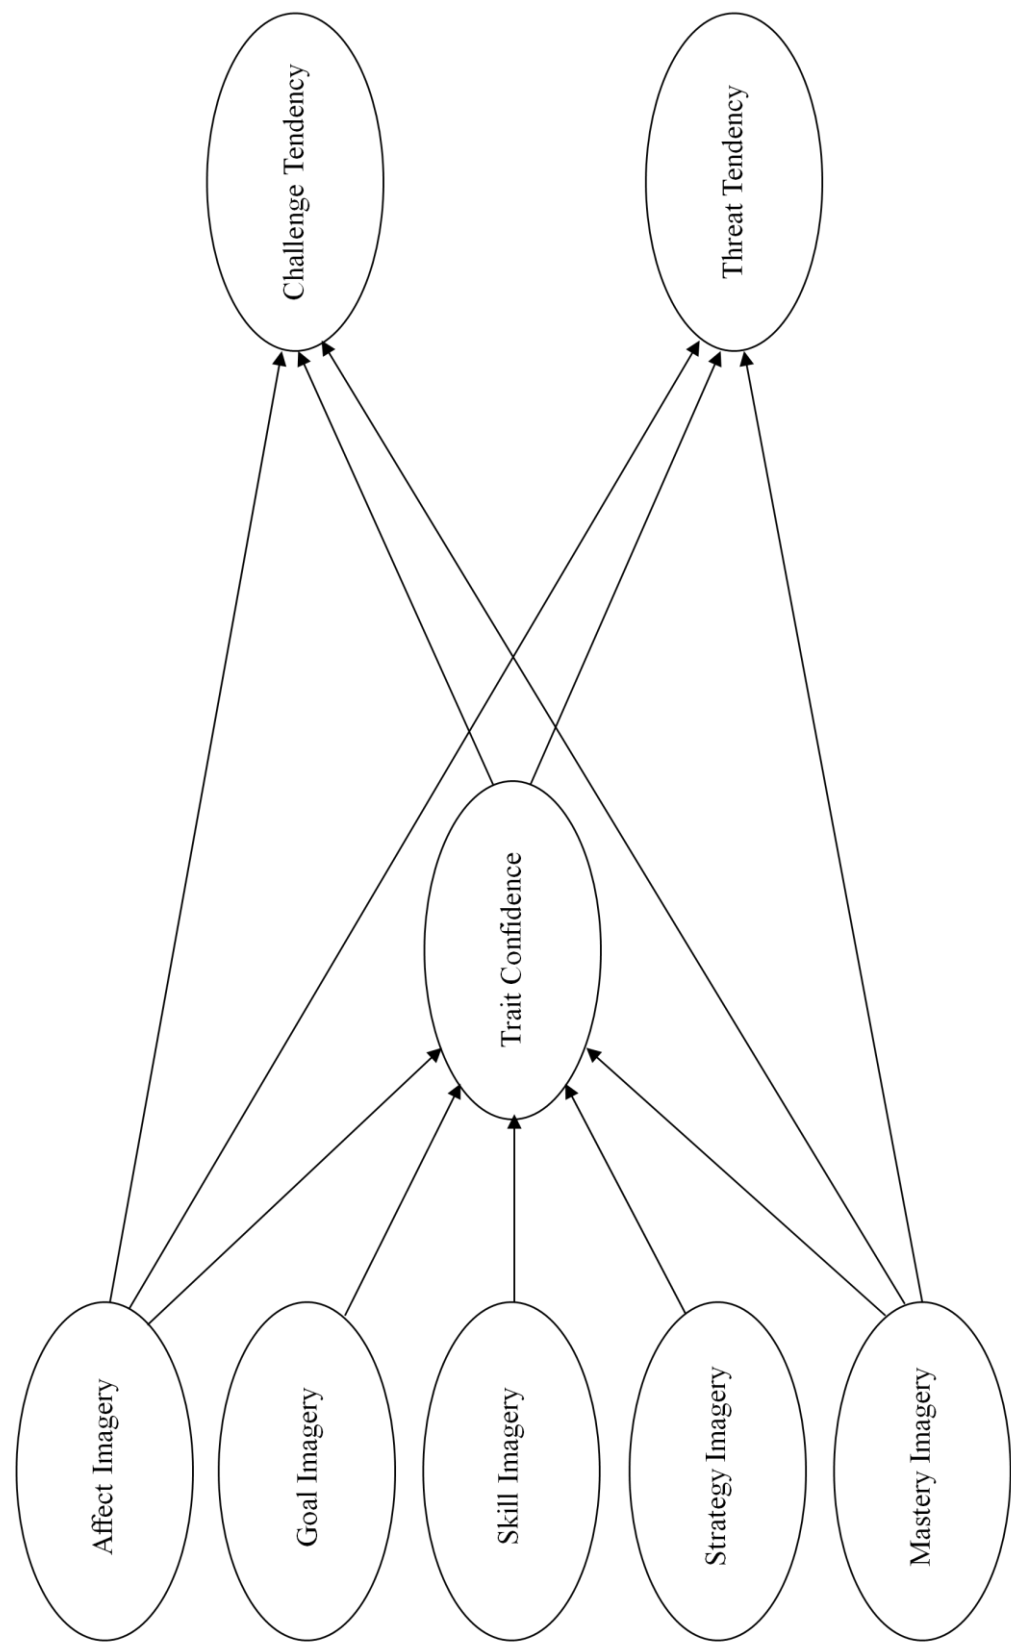 Affect Imagery
Goal Imagery
Skill Imagery
Strategy Imagery
Mastery Imagery
Trait Confidence
Challenge Tendency
Threat Tendency